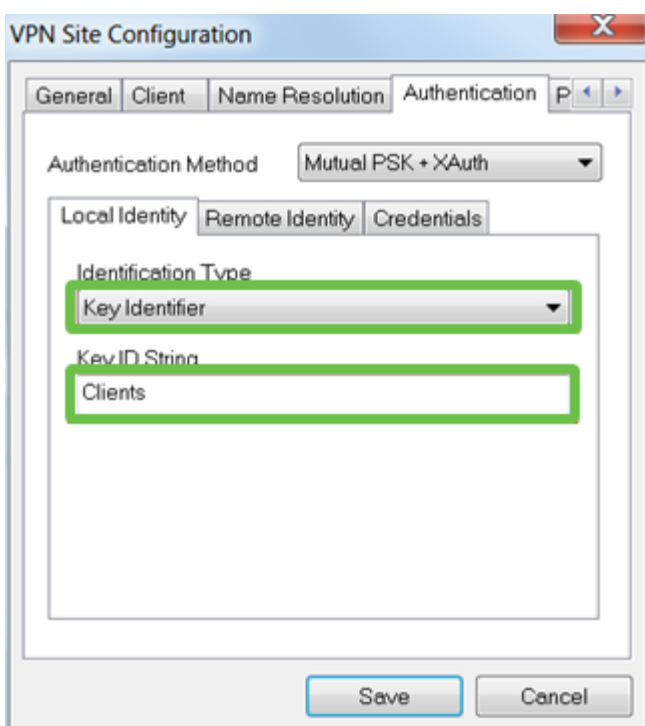 VPN Site Configuration
General Client Name Resolution Authentication P
Authentication Method Mutual PSK + XAuth
Local Identity Remote Identity Credentials
Identification Type
Key Identifier
Key ID String
Clients
Save Cancel